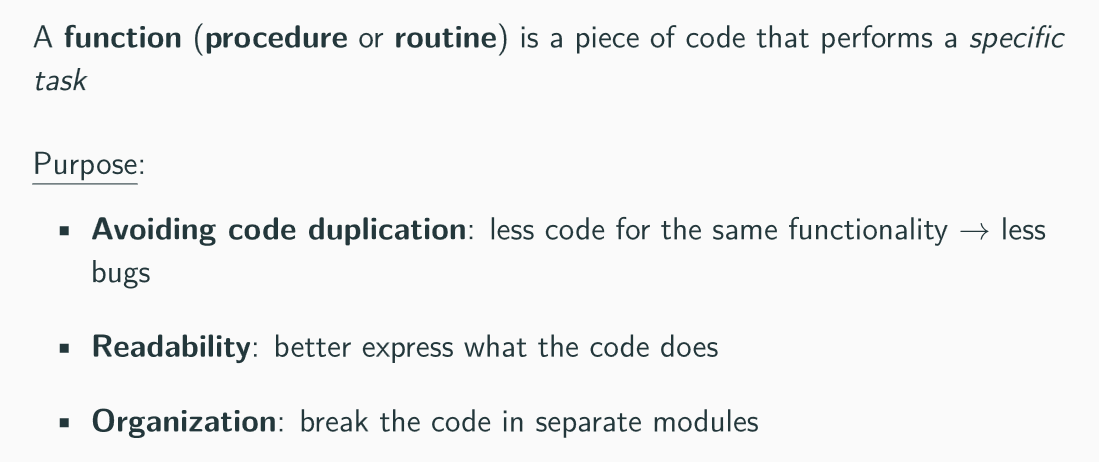 A function (procedure or routine) is a piece of code that performs a specific
task
Purpose:
▪ Avoiding code duplication: less code for the same functionality → less
bugs
▪ Readability: better express what the code does
▪ Organization: break the code in separate modules